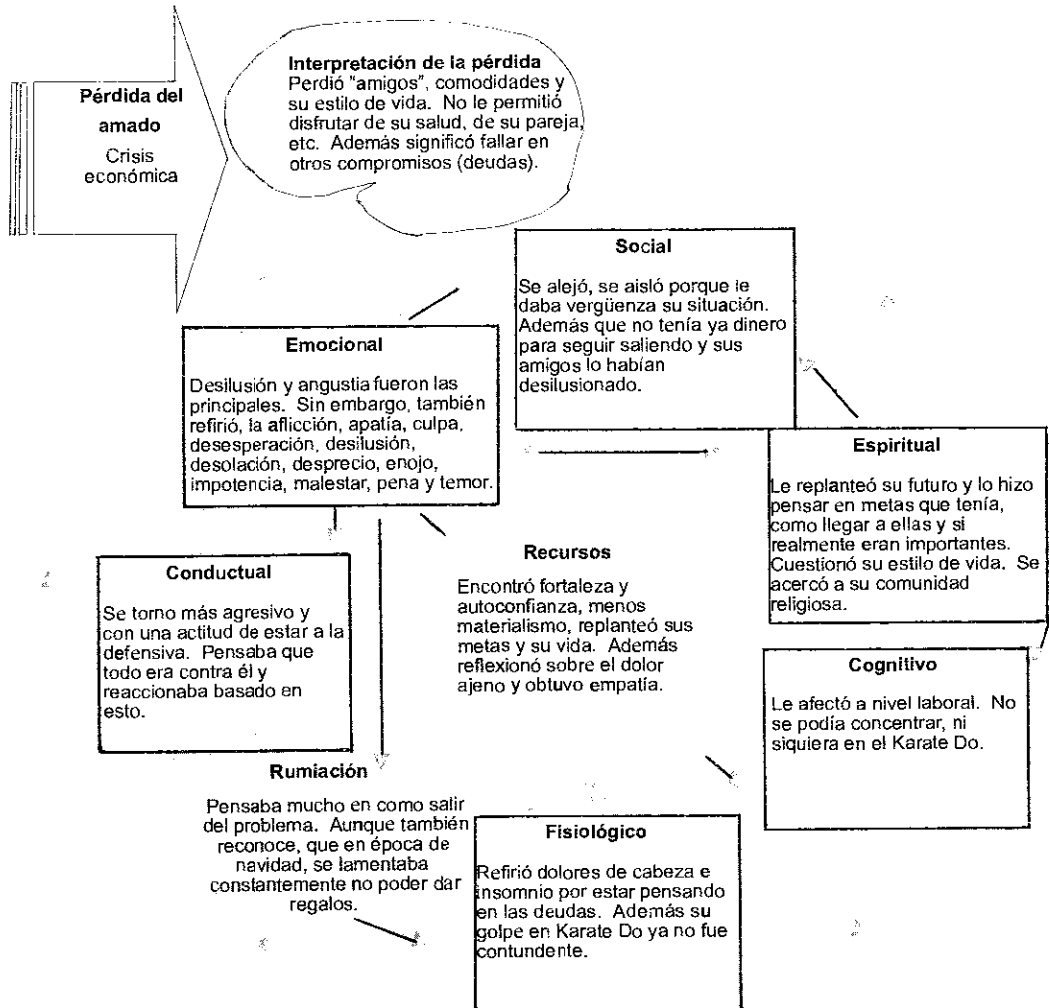 Pérdida del
amado
Crisis
económica
Interpretación de la pérdida
Perdió "amigos", comodidades y
su estilo de vida. No le permitió
disfrutar de su salud, de su pareja,
etc. Además significó fallar en
otros compromisos (deudas).
Social
Se alejó, se aisló porque le
daba vergüenza su situación.
Además que no tenía ya dinero
para seguir saliendo y sus
amigos lo habían
desilusionado.
Emocional
Desilusión y angustia fueron las
principales. Sin embargo, también
refirió, la aflicción, apatía, culpa,
desesperación, desilusión,
desolación, desprecio, enojo,
impotencia, malestar, pena y temor.
Espiritual
Le replanteó su futuro y lo hizo
pensar en metas que tenía,
como llegar a ellas y si
realmente eran importantes.
Cuestionó su estilo de vida. Se
acercó a su comunidad
religiosa.
Conductual
Se torno más agresivo y
con una actitud de estar a la
defensiva. Pensaba que
todo era contra él y
reaccionaba basado en
esto.
Recursos
Encontró fortaleza y
autoconfianza, menos
materialismo, replanteó sus
metas y su vida. Además
reflexionó sobre el dolor
ajeno y obtuvo empatía.
Cognitivo
Le afectó a nivel laboral. No
se podía concentrar, ni
siquiera en el Karate Do.
Rumiación
Pensaba mucho en como salir
del problema. Aunque también
reconoce, que en época de
navidad, se lamentaba
constantemente no poder dar
regalos.
Fisiológico
Refirió dolores de cabeza e
insomnio por estar pensando
en las deudas. Además su
golpe en Karate Do ya no fue
contundente.